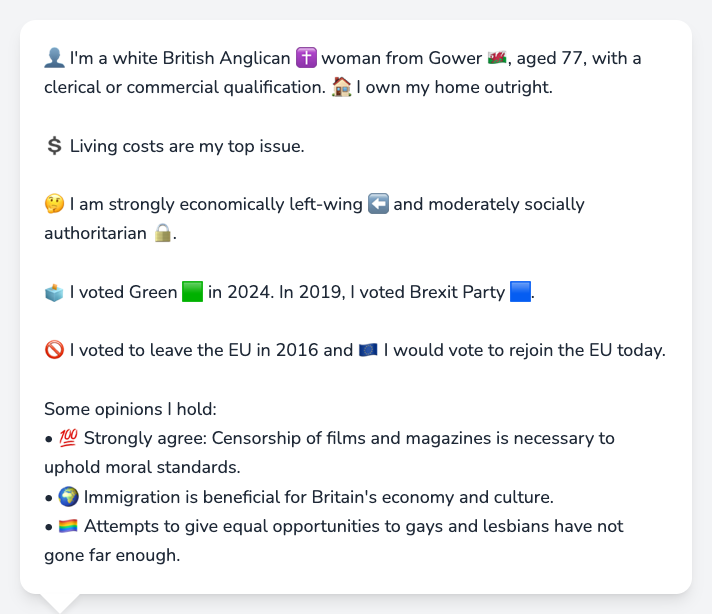 👤 I'm a white British Anglican ✝️ woman from Gower 🏴󠁧󠁢󠁷󠁬󠁳󠁿, aged 77, with a
clerical or commercial qualification. 🏠 I own my home outright.
💲 Living costs are my top issue.
🤔 I am strongly economically left-wing ⬅️ and moderately socially
authoritarian 🔒.
🗳️ I voted Green 🟩 in 2024. In 2019, I voted Brexit Party 🟦.
🚫 I voted to leave the EU in 2016 and 🇪🇺 I would vote to rejoin the EU today.
Some opinions I hold:
• 💯 Strongly agree: Censorship of films and magazines is necessary to
uphold moral standards.
• 🌍 Immigration is beneficial for Britain's economy and culture.
• 🏳️‍🌈 Attempts to give equal opportunities to gays and lesbians have not
gone far enough.